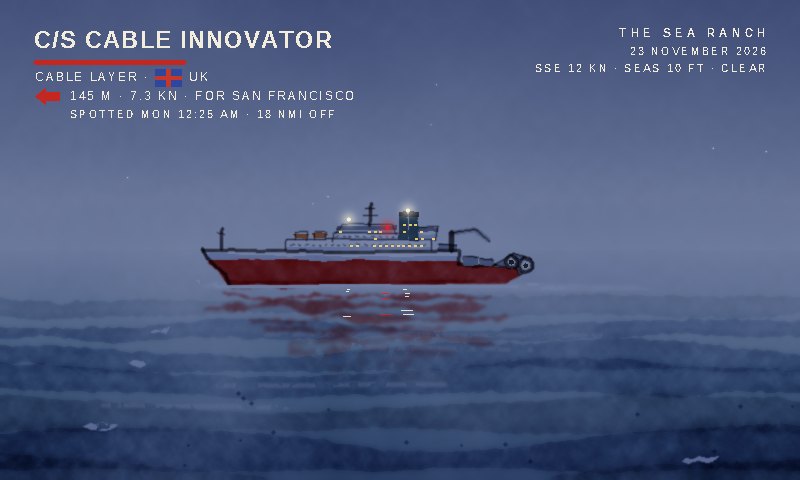 C/S CABLE INNOVATOR
CABLE LAYER · UK
145 M · 7.3 KN · FOR SAN FRANCISCO
SPOTTED MON 12:25 AM · 18 NMI OFF
THE SEA RANCH
23 NOVEMBER 2026
SSE 12 KN · SEAS 10 FT · CLEAR